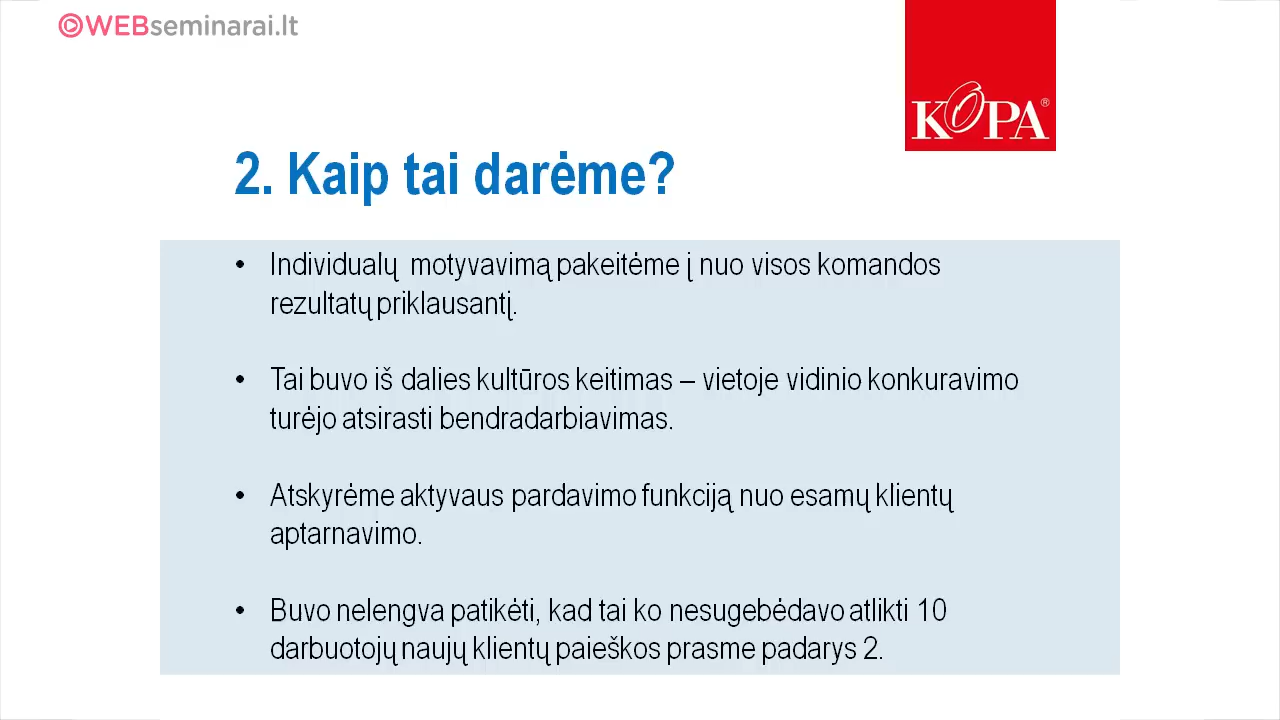 WEBseminarai.lt
KOPA®
2. Kaip tai darėme?
• Individualų motyvavimą pakeitėme į nuo visos komandos
rezultatų priklausantį.
• Tai buvo iš dalies kultūros keitimas – vietoje vidinio konkuravimo
turėjo atsirasti bendradarbiavimas.
• Atskyrėme aktyvaus pardavimo funkciją nuo esamų klientų
aptarnavimo.
• Buvo nelengva patikėti, kad tai ko nesugebėdavo atlikti 10
darbuotojų naujų klientų paieškos prasme padarys 2.